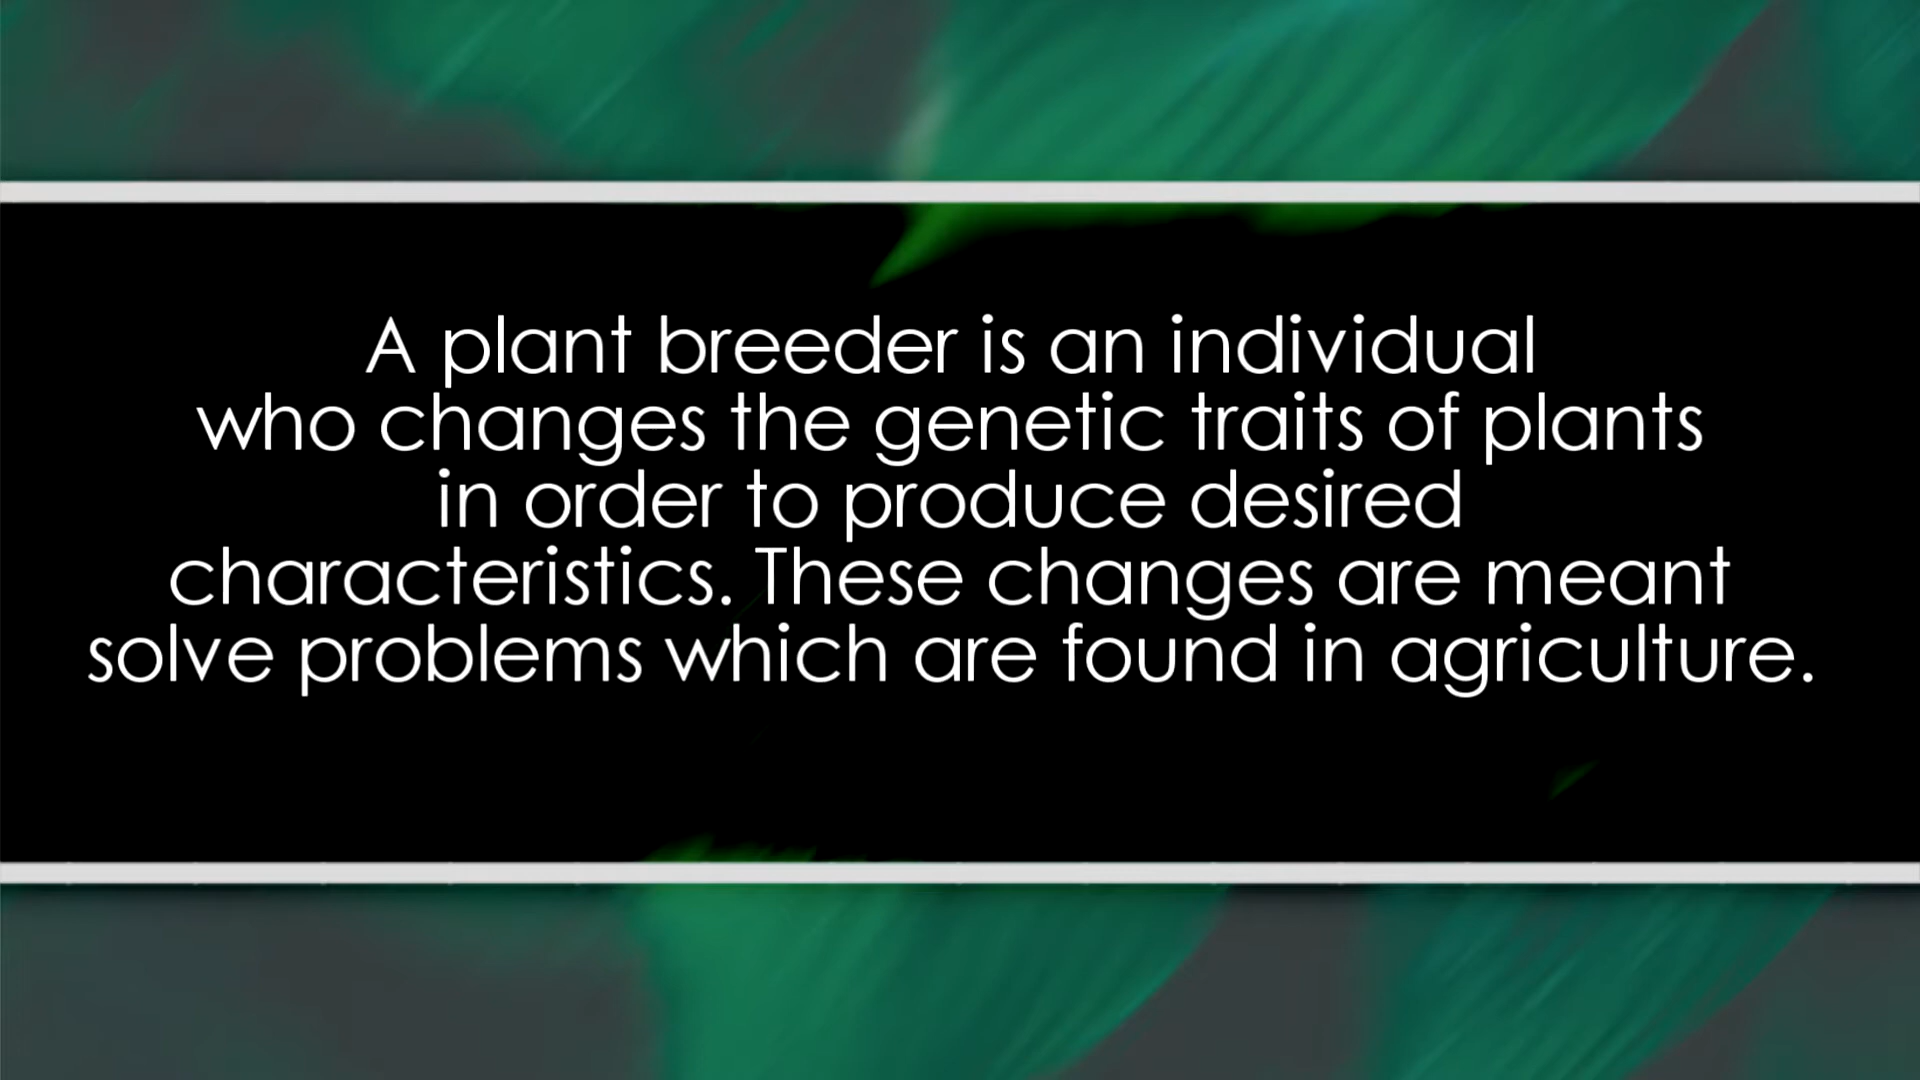 A plant breeder is an individual
who changes the genetic traits of plants
in order to produce desired
characteristics. These changes are meant
solve problems which are found in agriculture.